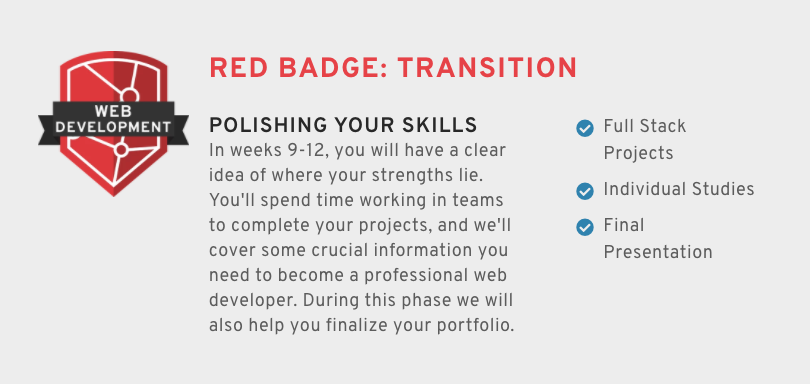 WEB
DEVELOPMENT
RED BADGE: TRANSITION
POLISHING YOUR SKILLS
In weeks 9-12, you will have a clear
idea of where your strengths lie.
You'll spend time working in teams
to complete your projects, and we'll
cover some crucial information you
need to become a professional web
developer. During this phase we will
also help you finalize your portfolio.
Full Stack
Projects
Individual Studies
Final
Presentation